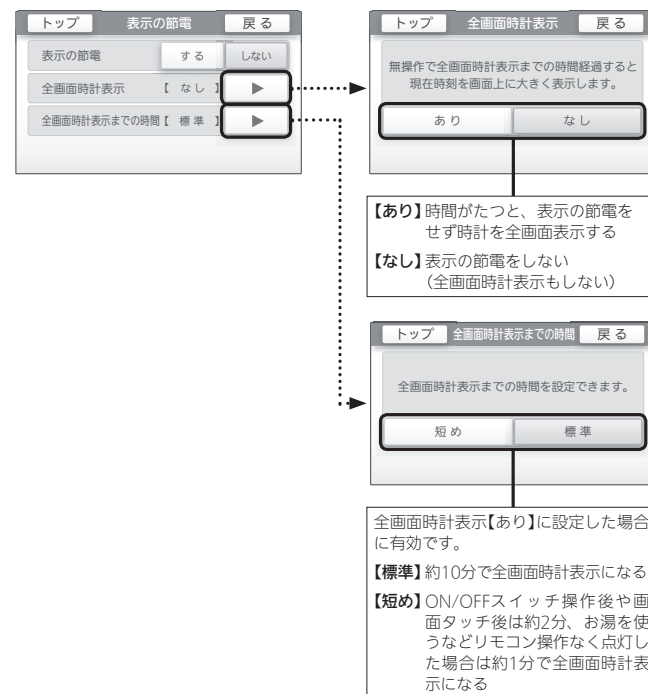 トップ 表示の節電 戻る
表示の節電 する しない
全画面時計表示 【 なし 】 ▶
全画面時計表示までの時間【 標準 】 ▶
トップ 全画面時計表示 戻る
無操作で全画面時計表示までの時間経過すると
現在時刻を画面上に大きく表示します。
あり なし
【あり】時間がたつと、表示の節電を
せず時計を全画面表示する
【なし】表示の節電をしない
（全画面時計表示もしない）
トップ 全画面時計表示までの時間 戻る
全画面時計表示までの時間を設定できます。
短め 標準
全画面時計表示【あり】に設定した場合
に有効です。
【標準】約10分で全画面時計表示になる
【短め】ON/OFFスイッチ操作後や画
面タッチ後は約2分、お湯を使
うなどリモコン操作なく点灯し
た場合は約1分で全画面時計表
示になる